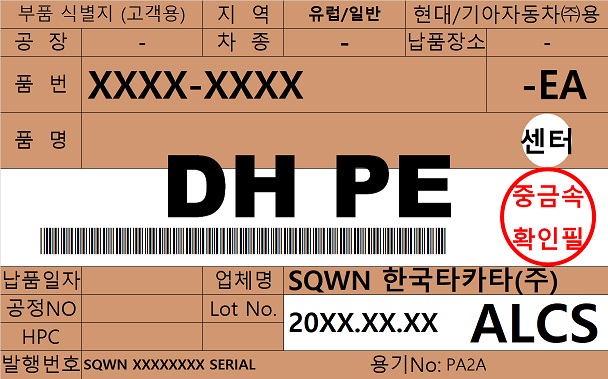 부품 식별지 (고객용) 지 역 유럽/일반 현대/기아자동차㈜용
공 장 - 차 종 - 납품장소 -
품 번 XXXX-XXXX -EA
품 명 센터
DH PE
중금속
확인필
납품일자 업체명 SQWN 한국타카타(주)
공정NO Lot No. 20XX.XX.XX ALCS
HPC
발행번호 SQWN XXXXXXXX SERIAL 용기No: PA2A